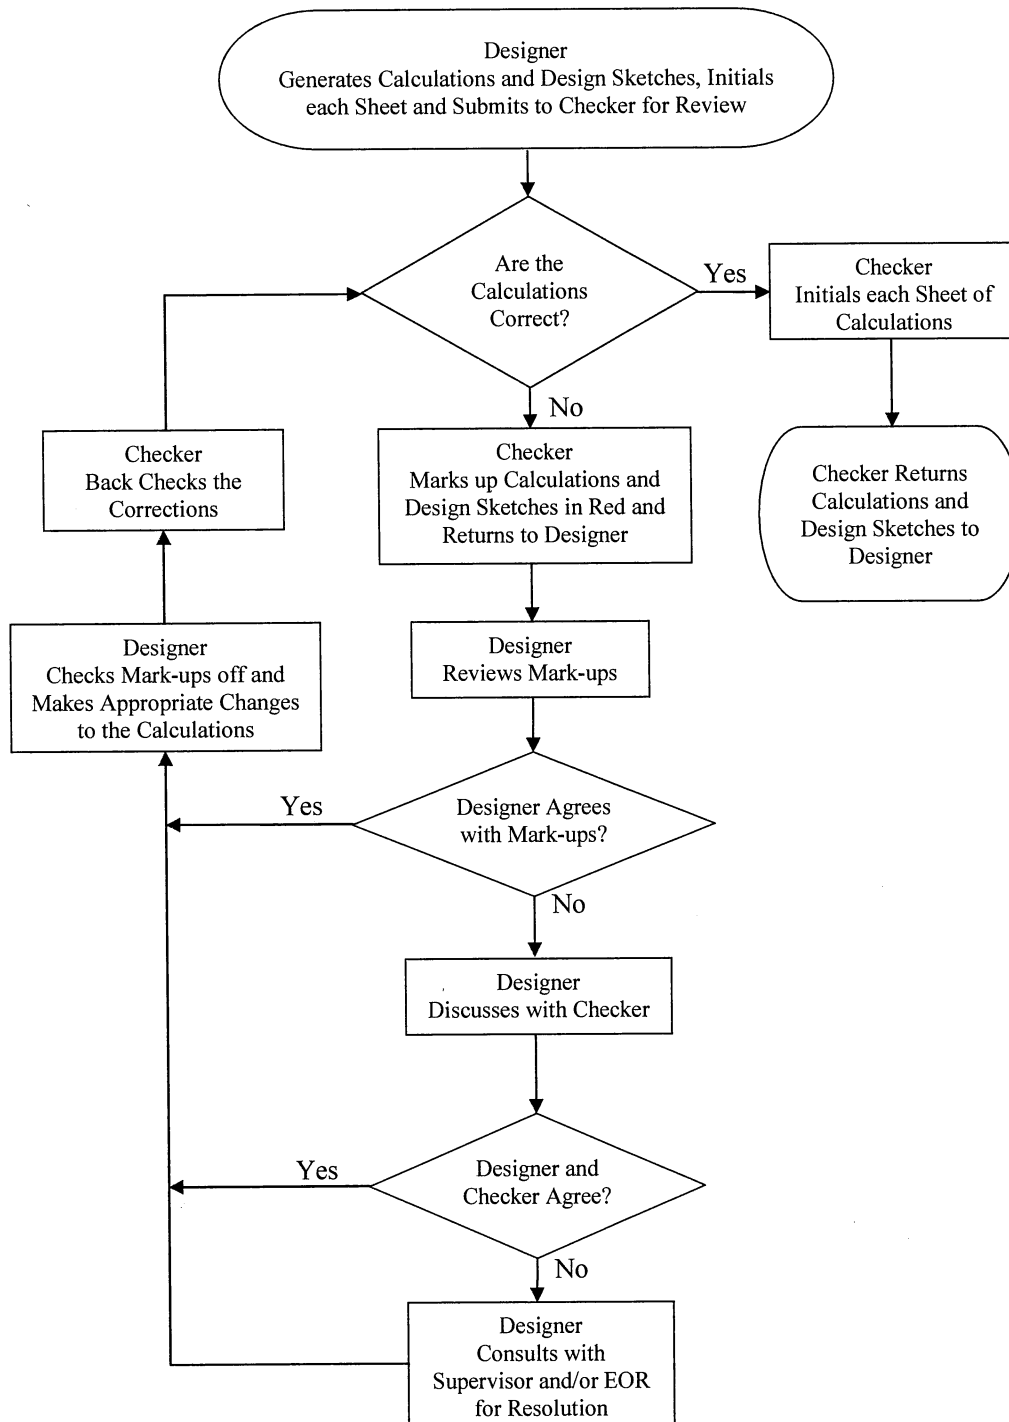 Designer
Generates Calculations and Design Sketches, Initials
each Sheet and Submits to Checker for Review
Are the
Calculations
Correct?
Yes
Checker
Initials each Sheet of
Calculations
No
Checker
Back Checks the
Corrections
Checker
Marks up Calculations and
Design Sketches in Red and
Returns to Designer
Checker Returns
Calculations and
Design Sketches to
Designer
Designer
Checks Mark-ups off and
Makes Appropriate Changes
to the Calculations
Designer
Reviews Mark-ups
Yes
Designer Agrees
with Mark-ups?
No
Designer
Discusses with Checker
Yes
Designer and
Checker Agree?
No
Designer
Consults with
Supervisor and/or EOR
for Resolution